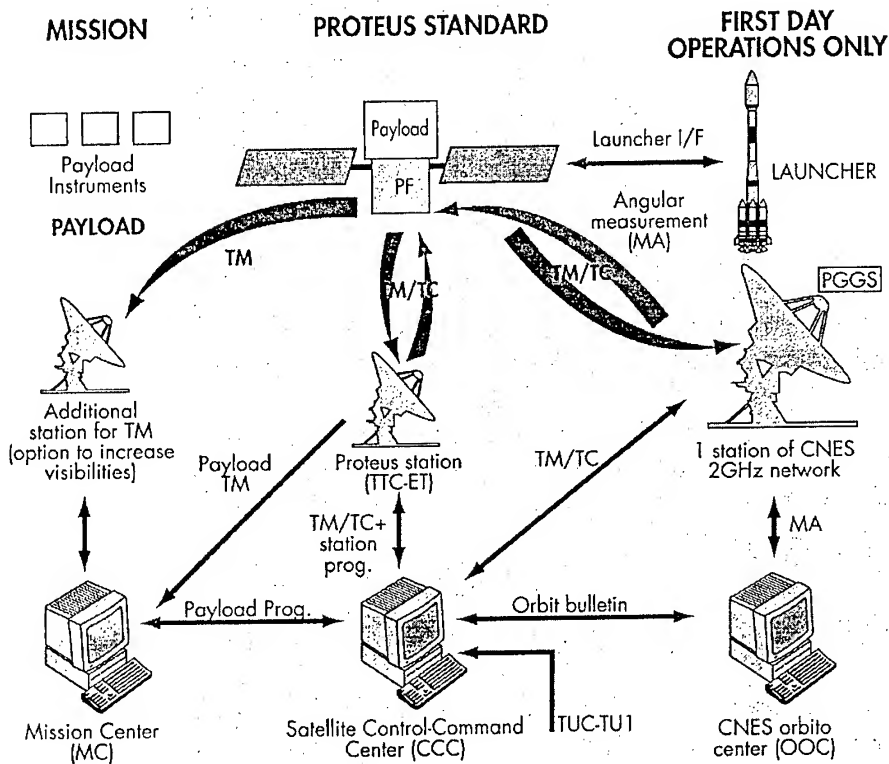 MISSION
PROTEUS STANDARD
FIRST DAY
OPERATIONS ONLY
Payload
Instruments
PAYLOAD
Payload
PF
Launcher I/F
LAUNCHER
Angular
measurement
(MA)
TM
TM/TC
TM/TC
PGGS
Additional
station for TM
(option to increase
visibilities)
Payload
TM
Proteus station
(TTC-ET)
TM/TC
1 station of CNES
2GHz network
TM/TC+
station
prog.
MA
Payload Prog.
Orbit bulletin
Mission Center
(MC)
Satellite Control-Command
Center (CCC)
TUC-TU1
CNES orbito
center (OOC)